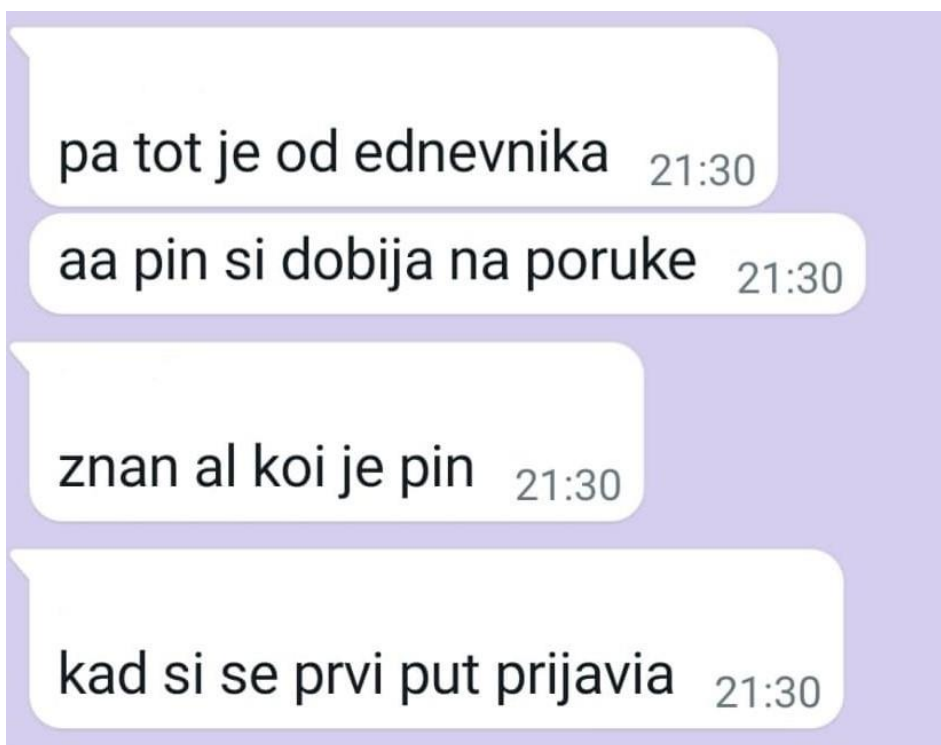 pa tot je od ednevnika 21:30
aa pin si dobija na poruke 21:30
znan al koi je pin 21:30
kad si se prvi put prijavia 21:30